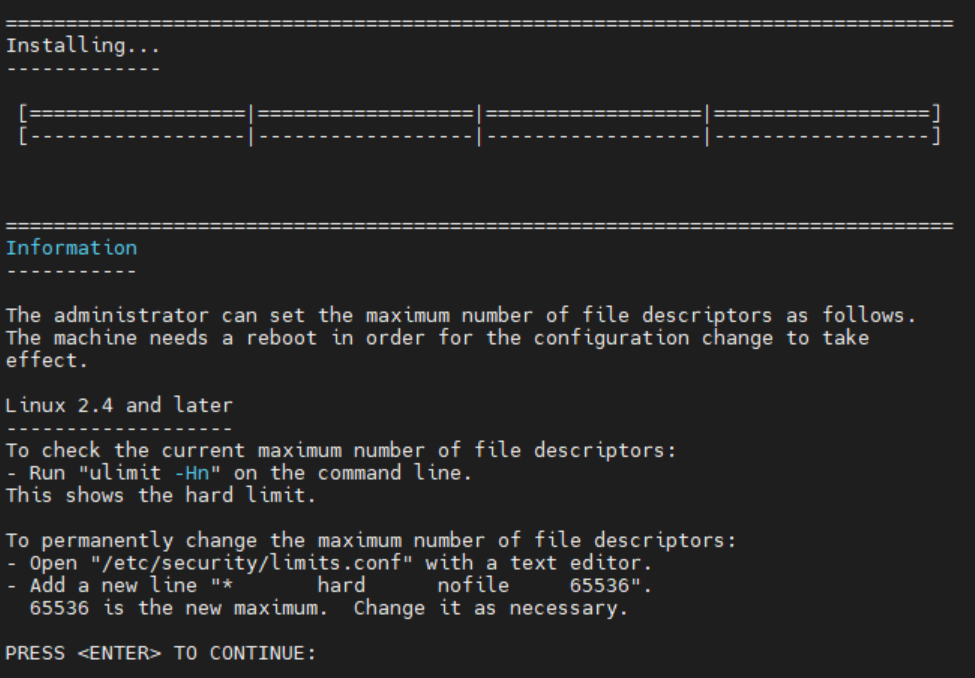 ===============================================================================
Installing...
-------------
[==================|==================|==================|==================]
[------------------|------------------|------------------|------------------]
===============================================================================
Information
-----------
The administrator can set the maximum number of file descriptors as follows.
The machine needs a reboot in order for the configuration change to take
effect.
Linux 2.4 and later
-------------------
To check the current maximum number of file descriptors:
- Run "ulimit -Hn" on the command line.
This shows the hard limit.
To permanently change the maximum number of file descriptors:
- Open "/etc/security/limits.conf" with a text editor.
- Add a new line "*       hard      nofile     65536".
  65536 is the new maximum.  Change it as necessary.
PRESS <ENTER> TO CONTINUE: